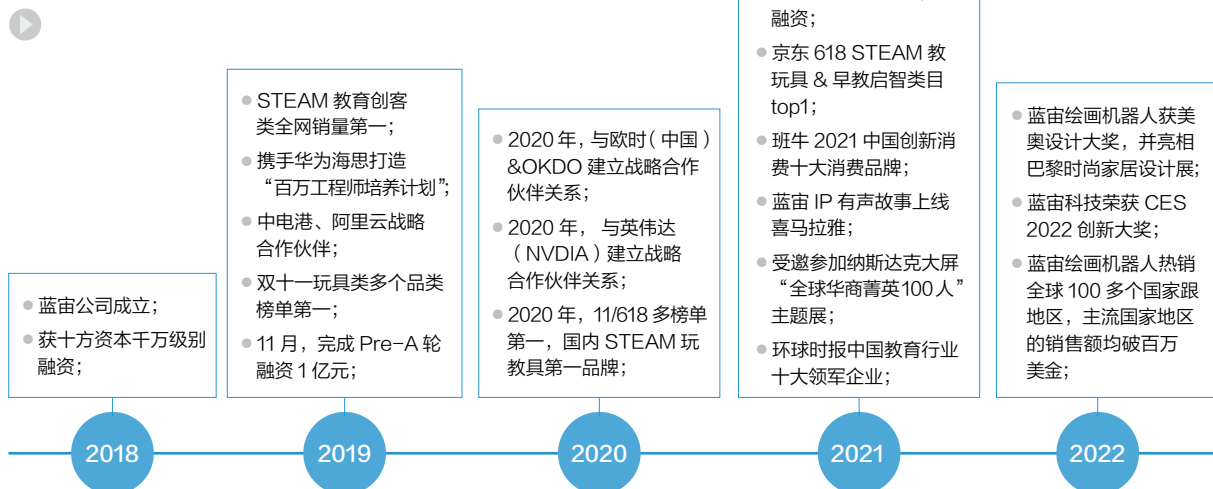 蓝宙公司成立；
获十方资本千万级别
融资；
2018
STEAM 教育创客
类全网销量第一；
携手华为海思打造
“百万工程师培养计划”；
中电港、阿里云战略
合作伙伴；
双十一玩具类多个品类
榜单第一；
11 月，完成 Pre-A 轮
融资 1 亿元；
2019
2020 年，与欧时（中国）
&OKDO 建立战略合作
伙伴关系；
2020 年， 与英伟达
（NVDIA）建立战略
合作伙伴关系；
2020 年，11/618 多榜单
第一，国内 STEAM 玩
教具第一品牌；
2020
融资；
京东 618 STEAM 教
玩具 & 早教启智类目
top1；
班牛 2021 中国创新消
费十大消费品牌；
蓝宙 IP 有声故事上线
喜马拉雅；
受邀参加纳斯达克大屏
“全球华商菁英100人”
主题展；
环球时报中国教育行业
十大领军企业；
2021
蓝宙绘画机器人获美
奥设计大奖，并亮相
巴黎时尚家居设计展；
蓝宙科技荣获 CES
2022 创新大奖；
蓝宙绘画机器人热销
全球 100 多个国家跟
地区，主流国家地区
的销售额均破百万
美金；
2022